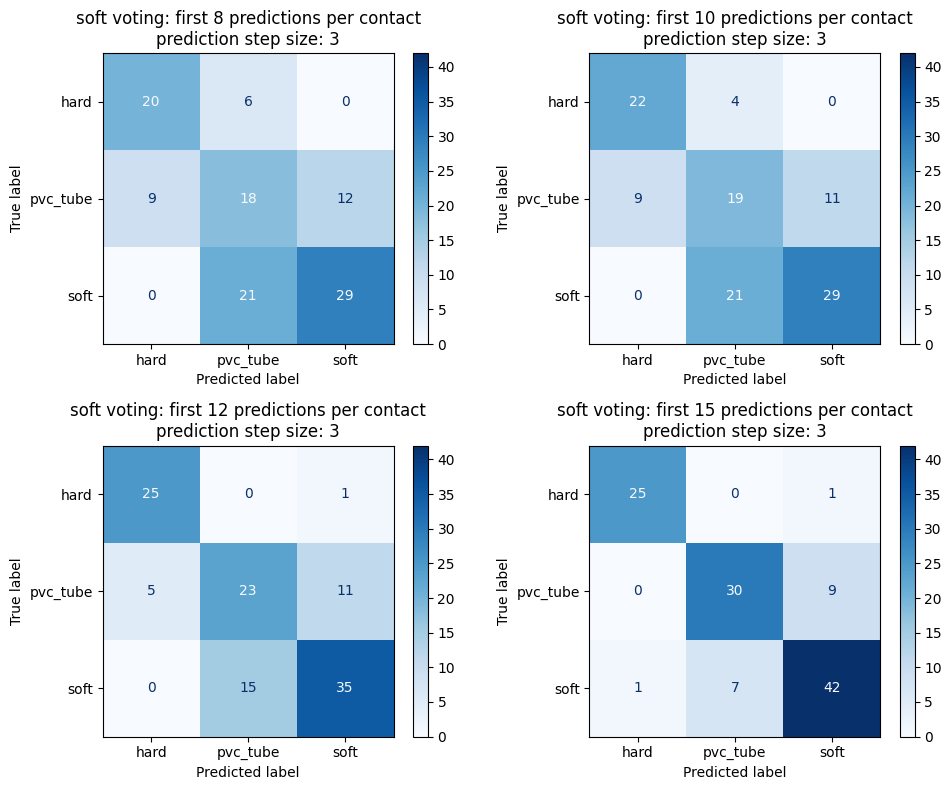 soft voting: first 8 predictions per contact
prediction step size: 3
hard
20
6
0
pvc_tube
9
18
12
soft
0
21
29
hard
pvc_tube
soft
True label
Predicted label
40
35
30
25
20
15
10
5
0
soft voting: first 10 predictions per contact
prediction step size: 3
hard
22
4
0
pvc_tube
9
19
11
soft
0
21
29
hard
pvc_tube
soft
True label
Predicted label
40
35
30
25
20
15
10
5
0
soft voting: first 12 predictions per contact
prediction step size: 3
hard
25
0
1
pvc_tube
5
23
11
soft
0
15
35
hard
pvc_tube
soft
True label
Predicted label
40
35
30
25
20
15
10
5
0
soft voting: first 15 predictions per contact
prediction step size: 3
hard
25
0
1
pvc_tube
0
30
9
soft
1
7
42
hard
pvc_tube
soft
True label
Predicted label
40
35
30
25
20
15
10
5
0